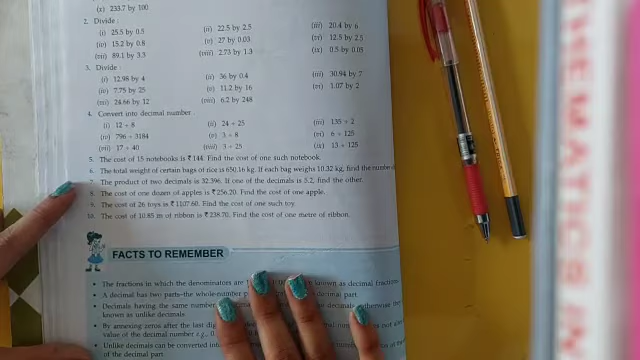 (x) 233.7 by 100
2. Divide :
(i) 25.5 by 0.5 (ii) 22.5 by 2.5 (iii) 20.4 by 6
(iv) 15.2 by 0.8 (v) 27 by 0.03 (vi) 12.5 by 2.5
(vii) 89.1 by 0.3 (viii) 2.73 by 1.3 (ix) 0.5 by 0.05
3. Divide :
(i) 12.98 by 4 (ii) 36 by 0.4 (iii) 30.94 by 7
(iv) 7.75 by 25 (v) 11.2 by 16 (vi) 1.07 by 2
(vii) 24.66 by 12 (viii) 6.2 by 248
4. Convert into decimal number :
(i) 12 ÷ 8 (ii) 24 ÷ 25 (iii) 135 ÷ 2
(iv) 796 ÷ 3184 (v) 3 ÷ 8 (vi) 6 ÷ 125
(vii) 17 ÷ 40 (viii) 3 ÷ 25 (ix) 13 ÷ 125
5. The cost of 15 notebooks is ₹ 144. Find the cost of one such notebook.
6. The total weight of certain bags of rice is 650.16 kg. If each bag weighs 10.32 kg, find the number
7. The product of two decimals is 32.396. If one of the decimals is 5.2, find the other.
8. The cost of one dozen of apples is ₹ 256.20. Find the cost of one apple.
9. The cost of 26 toys is ₹ 1107.60. Find the cost of one such toy.
10. The cost of 10.85 m of ribbon is ₹ 238.70. Find the cost of one metre of ribbon.
FACTS TO REMEMBER
• The fractions in which the denominators are known as decimal fractions
• A decimal has two parts-the whole-number decimal part.
• Decimals having the same number decimals otherwise they
known as unlike decimals
• By annexing zeros after the last digit decimal not alter
value of the decimal number e.g.,
• Unlike decimals can be converted into
of the decimal part
THEMATICS IN